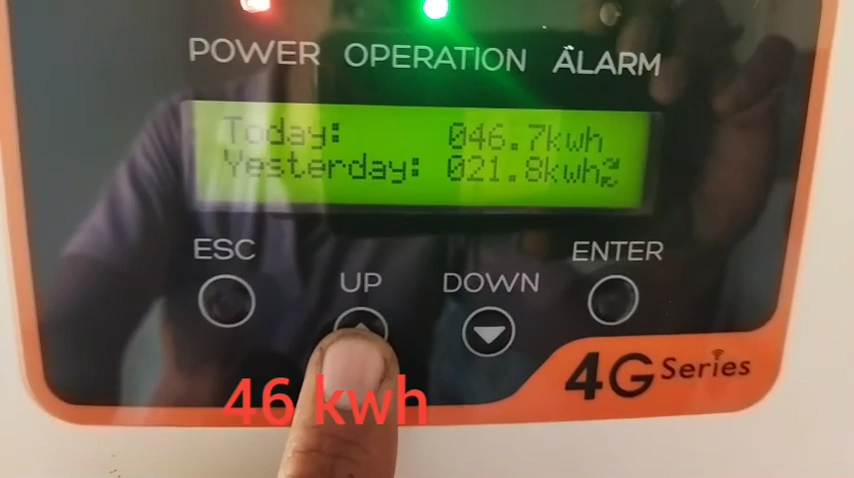 POWER OPERATION ALARM
Today: 046.7kwh
Yesterday: 021.8kwh
ESC UP DOWN ENTER
4G Series
46 kwh